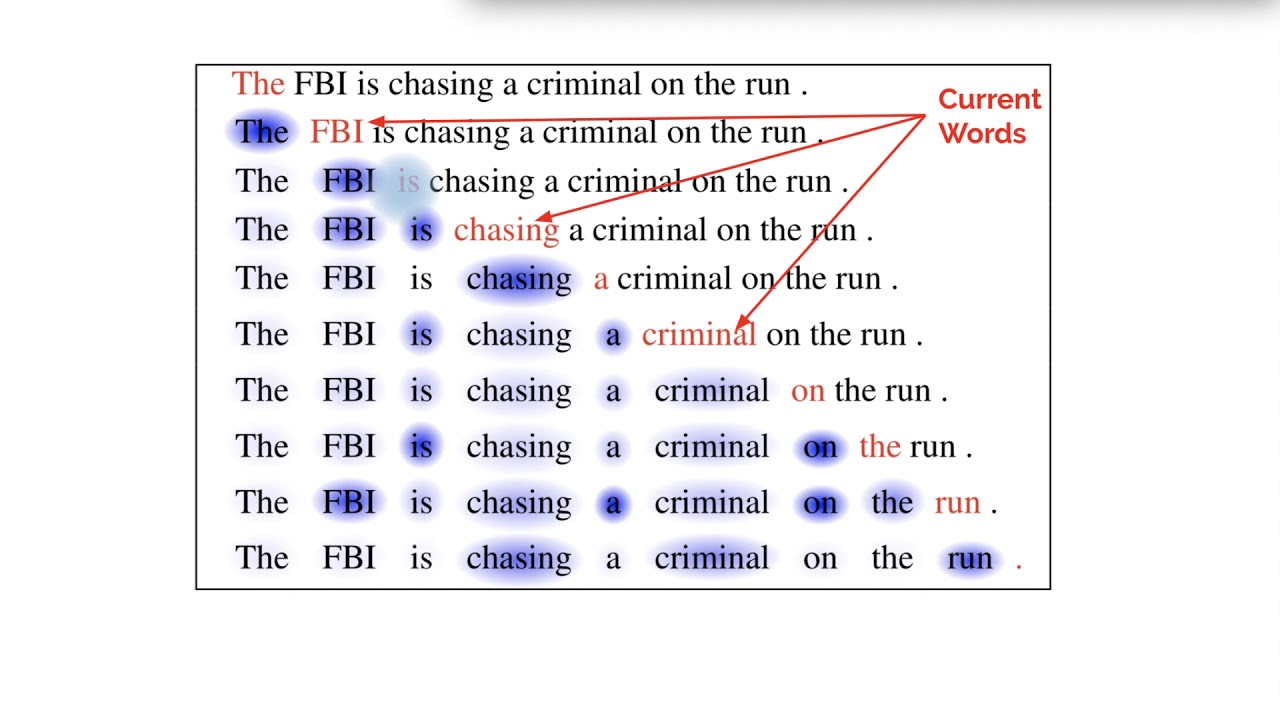 The FBI is chasing a criminal on the run .
Current
The FBI is chasing a criminal on the run .
Words
The FBI is chasing a criminal on the run .
The FBI is chasing a criminal on the run .
The FBI is chasing a criminal on the run .
The FBI is chasing a criminal on the run .
The FBI is chasing a criminal on the run .
The FBI is chasing a criminal on the run .
The FBI is chasing a criminal on the run .
The FBI is chasing a criminal on the run .